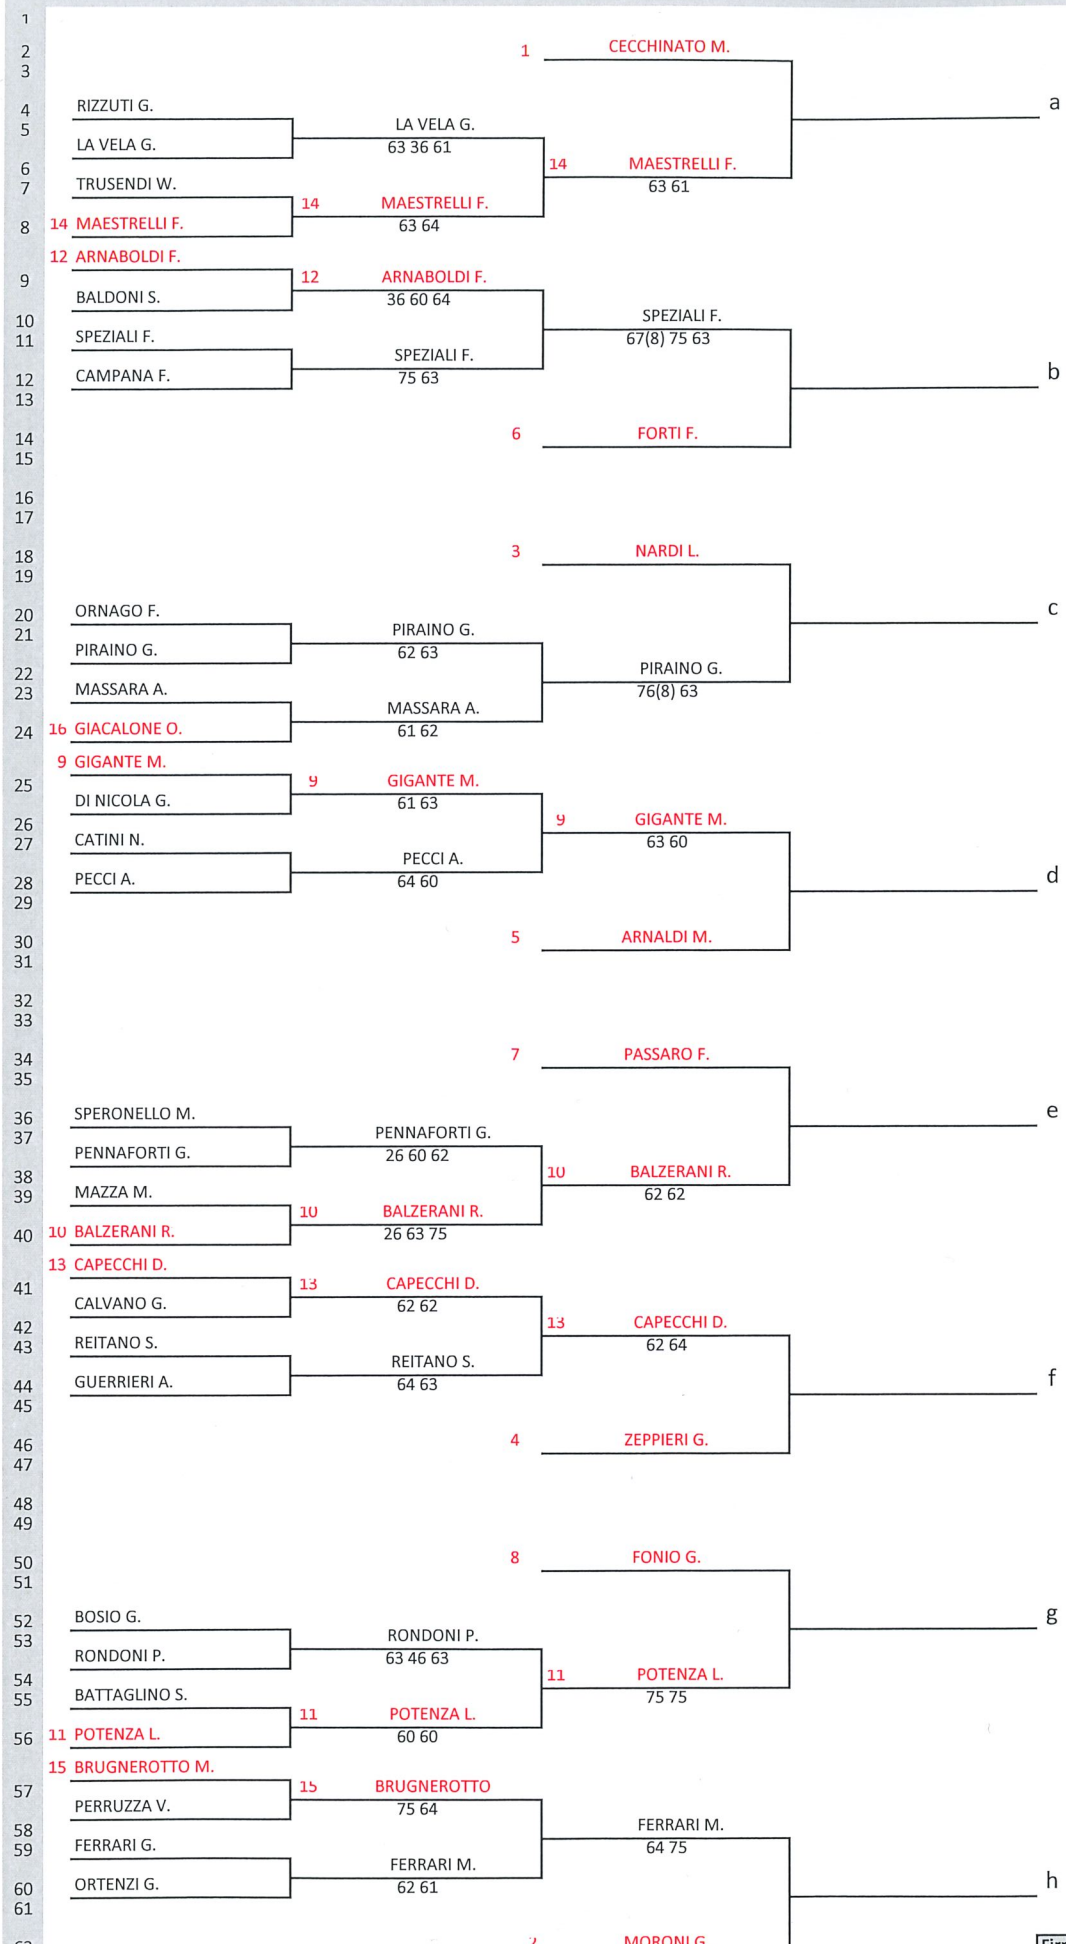 1
2
1 CECCHINATO M.
3
a
4 RIZZUTI G.
LA VELA G.
5
LA VELA G.
63 36 61
6
14 MAESTRELLI F.
7 TRUSENDI W.
63 61
14 MAESTRELLI F.
8 14 MAESTRELLI F.
63 64
12 ARNABOLDI F.
9
12 ARNABOLDI F.
BALDONI S.
36 60 64
10
SPEZIALI F.
11 SPEZIALI F.
67(8) 75 63
SPEZIALI F.
12 CAMPANA F.
75 63
b
13
14
6 FORTI F.
15
16
17
18
3 NARDI L.
19
20 ORNAGO F.
c
21
PIRAINO G.
PIRAINO G.
62 63
22
PIRAINO G.
23 MASSARA A.
76(8) 63
MASSARA A.
24 16 GIACALONE O.
61 62
9 GIGANTE M.
25
9 GIGANTE M.
DI NICOLA G.
61 63
26
9 GIGANTE M.
27 CATINI N.
63 60
PECCI A.
28 PECCI A.
64 60
d
29
30
5 ARNALDI M.
31
32
33
34
7 PASSARO F.
35
36 SPERONELLO M.
e
37
PENNAFORTI G.
PENNAFORTI G.
26 60 62
38
10 BALZERANI R.
39 MAZZA M.
62 62
10 BALZERANI R.
40 10 BALZERANI R.
26 63 75
13 CAPECCHI D.
41
13 CAPECCHI D.
CALVANO G.
62 62
42
13 CAPECCHI D.
43 REITANO S.
62 64
REITANO S.
44 GUERRIERI A.
64 63
f
45
46
4 ZEPPIERI G.
47
48
49
50
8 FONIO G.
51
52 BOSIO G.
g
53
RONDONI P.
RONDONI P.
63 46 63
54
11 POTENZA L.
55 BATTAGLINO S.
75 75
11 POTENZA L.
56 11 POTENZA L.
60 60
15 BRUGNEROTTO M.
57
15 BRUGNEROTTO
PERRUZZA V.
75 64
58
FERRARI M.
59 FERRARI G.
64 75
FERRARI M.
60 ORTENZI G.
62 61
h
61
MORONI G.